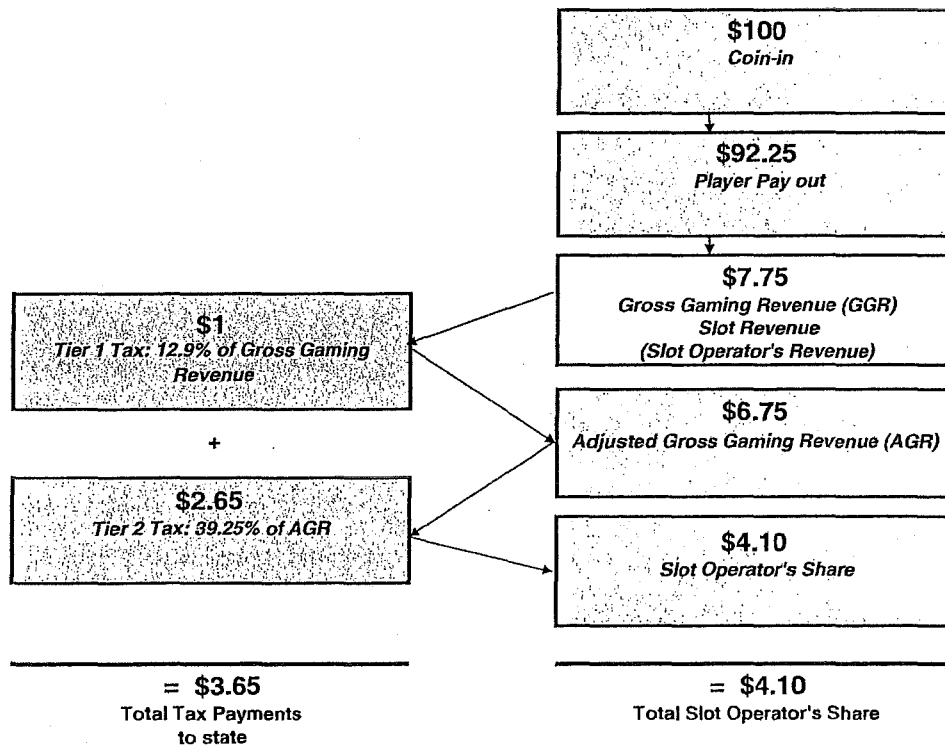 $100
Coin-in
$92.25
Player Pay out
$7.75
Gross Gaming Revenue (GGR)
Slot Revenue
(Slot Operator's Revenue)
$1
Tier 1 Tax: 12.9% of Gross Gaming
Revenue
$6.75
Adjusted Gross Gaming Revenue (AGR)
+
$2.65
Tier 2 Tax: 39.25% of AGR
$4.10
Slot Operator's Share
= $3.65
Total Tax Payments
to state
= $4.10
Total Slot Operator's Share